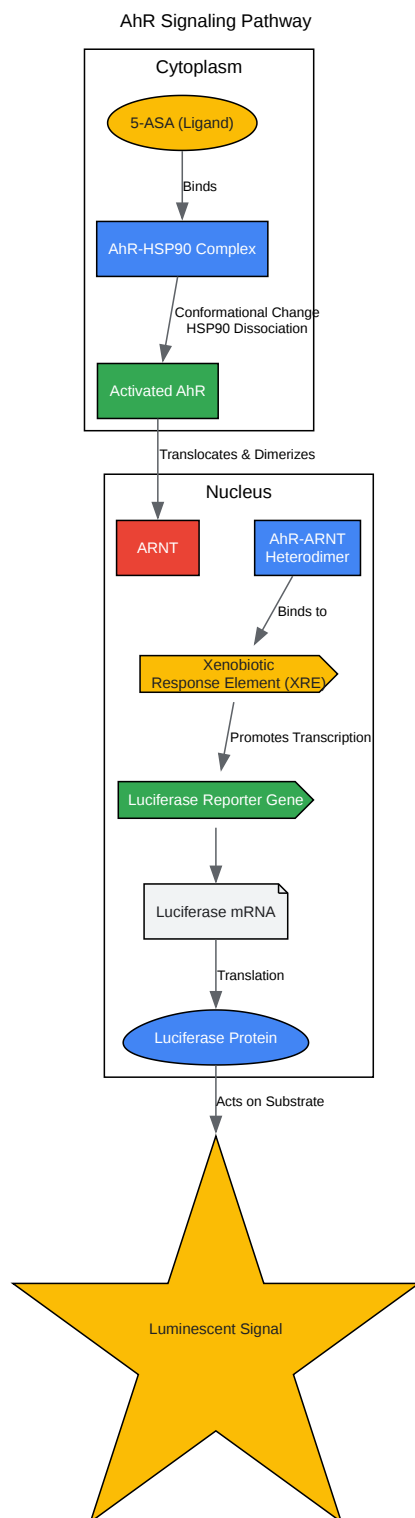 AhR Signaling Pathway
Cytoplasm
5-ASA (Ligand)
Binds
AhR-HSP90 Complex
Conformational Change
HSP90 Dissociation
Activated AhR
Translocates & Dimerizes
Nucleus
ARNT
AhR-ARNT
Heterodimer
Binds to
Xenobiotic
Response Element (XRE)
Promotes Transcription
Luciferase Reporter Gene
Luciferase mRNA
Translation
Luciferase Protein
Acts on Substrate
Luminescent Signal